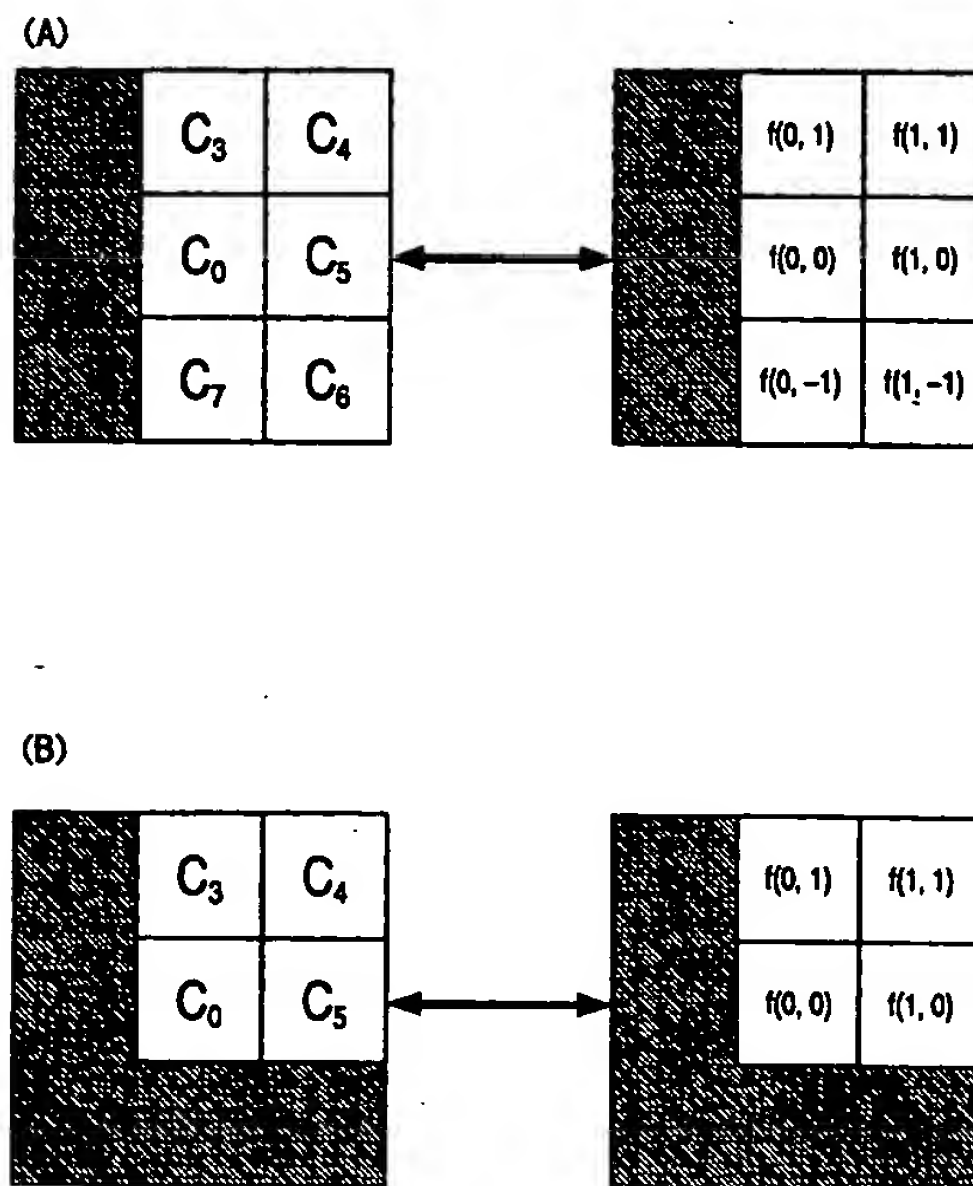 (A)
C₃ C₄ f(0, 1) f(1, 1)
C₀ C₅ f(0, 0) f(1, 0)
C₇ C₆ f(0, −1) f(1, −1)
(B)
C₃ C₄ f(0, 1) f(1, 1)
C₀ C₅ f(0, 0) f(1, 0)